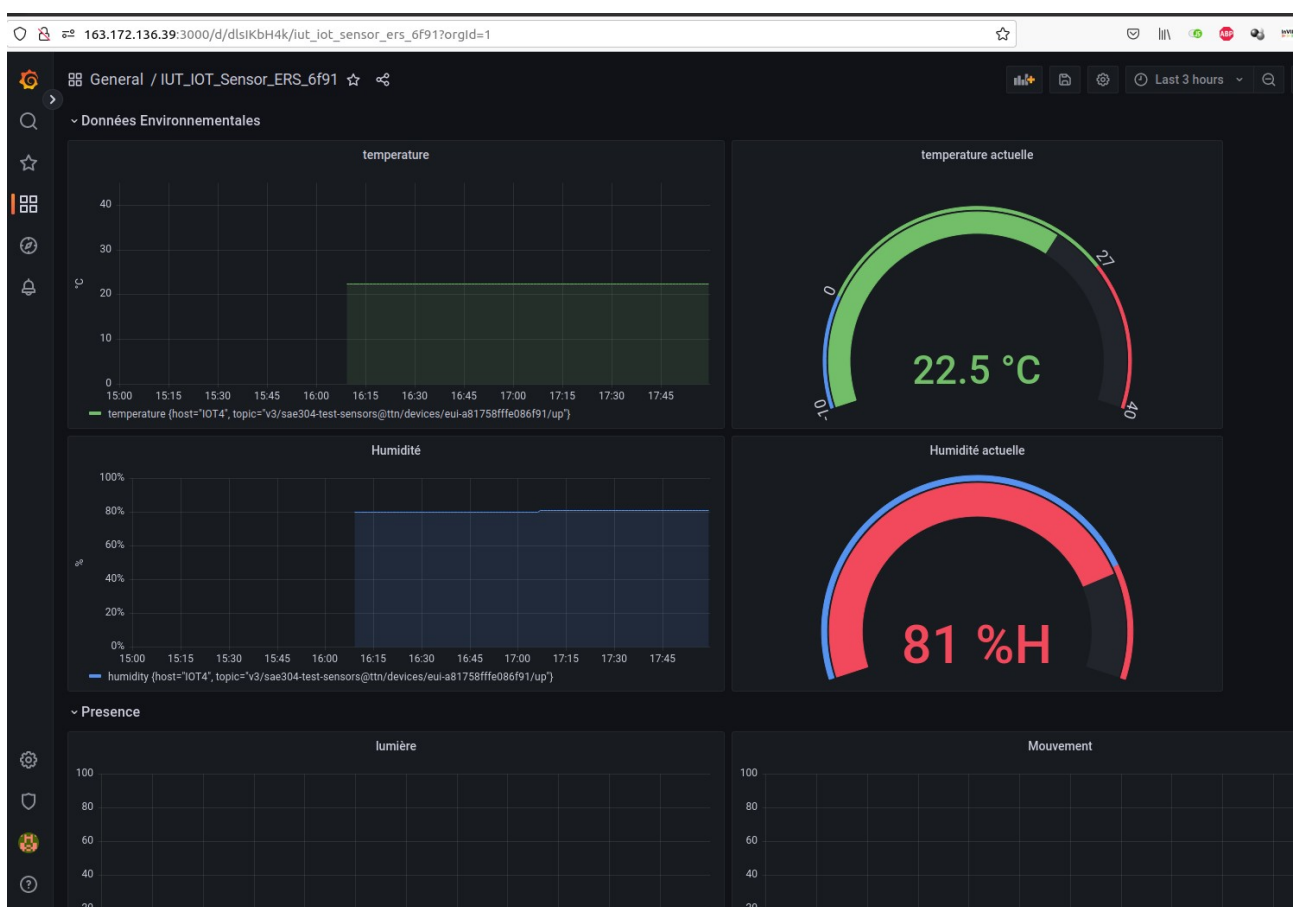 163.172.136.39:3000/d/dlsIKbH4k/iut_iot_sensor_ers_6f91?orgId=1
General / IUT_IOT_Sensor_ERS_6f91
Last 3 hours
Données Environnementales
temperature
40
30
20
10
0
°C
15:00 15:15 15:30 15:45 16:00 16:15 16:30 16:45 17:00 17:15 17:30 17:45
temperature {host="IOT4", topic="v3/sae304-test-sensors@ttn/devices/eui-a81758fffe086f91/up"}
temperature actuelle
-10
0
27
40
22.5 °C
Humidité
100%
80%
60%
40%
20%
0%
%
15:00 15:15 15:30 15:45 16:00 16:15 16:30 16:45 17:00 17:15 17:30 17:45
humidity {host="IOT4", topic="v3/sae304-test-sensors@ttn/devices/eui-a81758fffe086f91/up"}
Humidité actuelle
81 %H
Presence
lumière
100
80
60
40
20
Mouvement
100
80
60
40
20
ABP